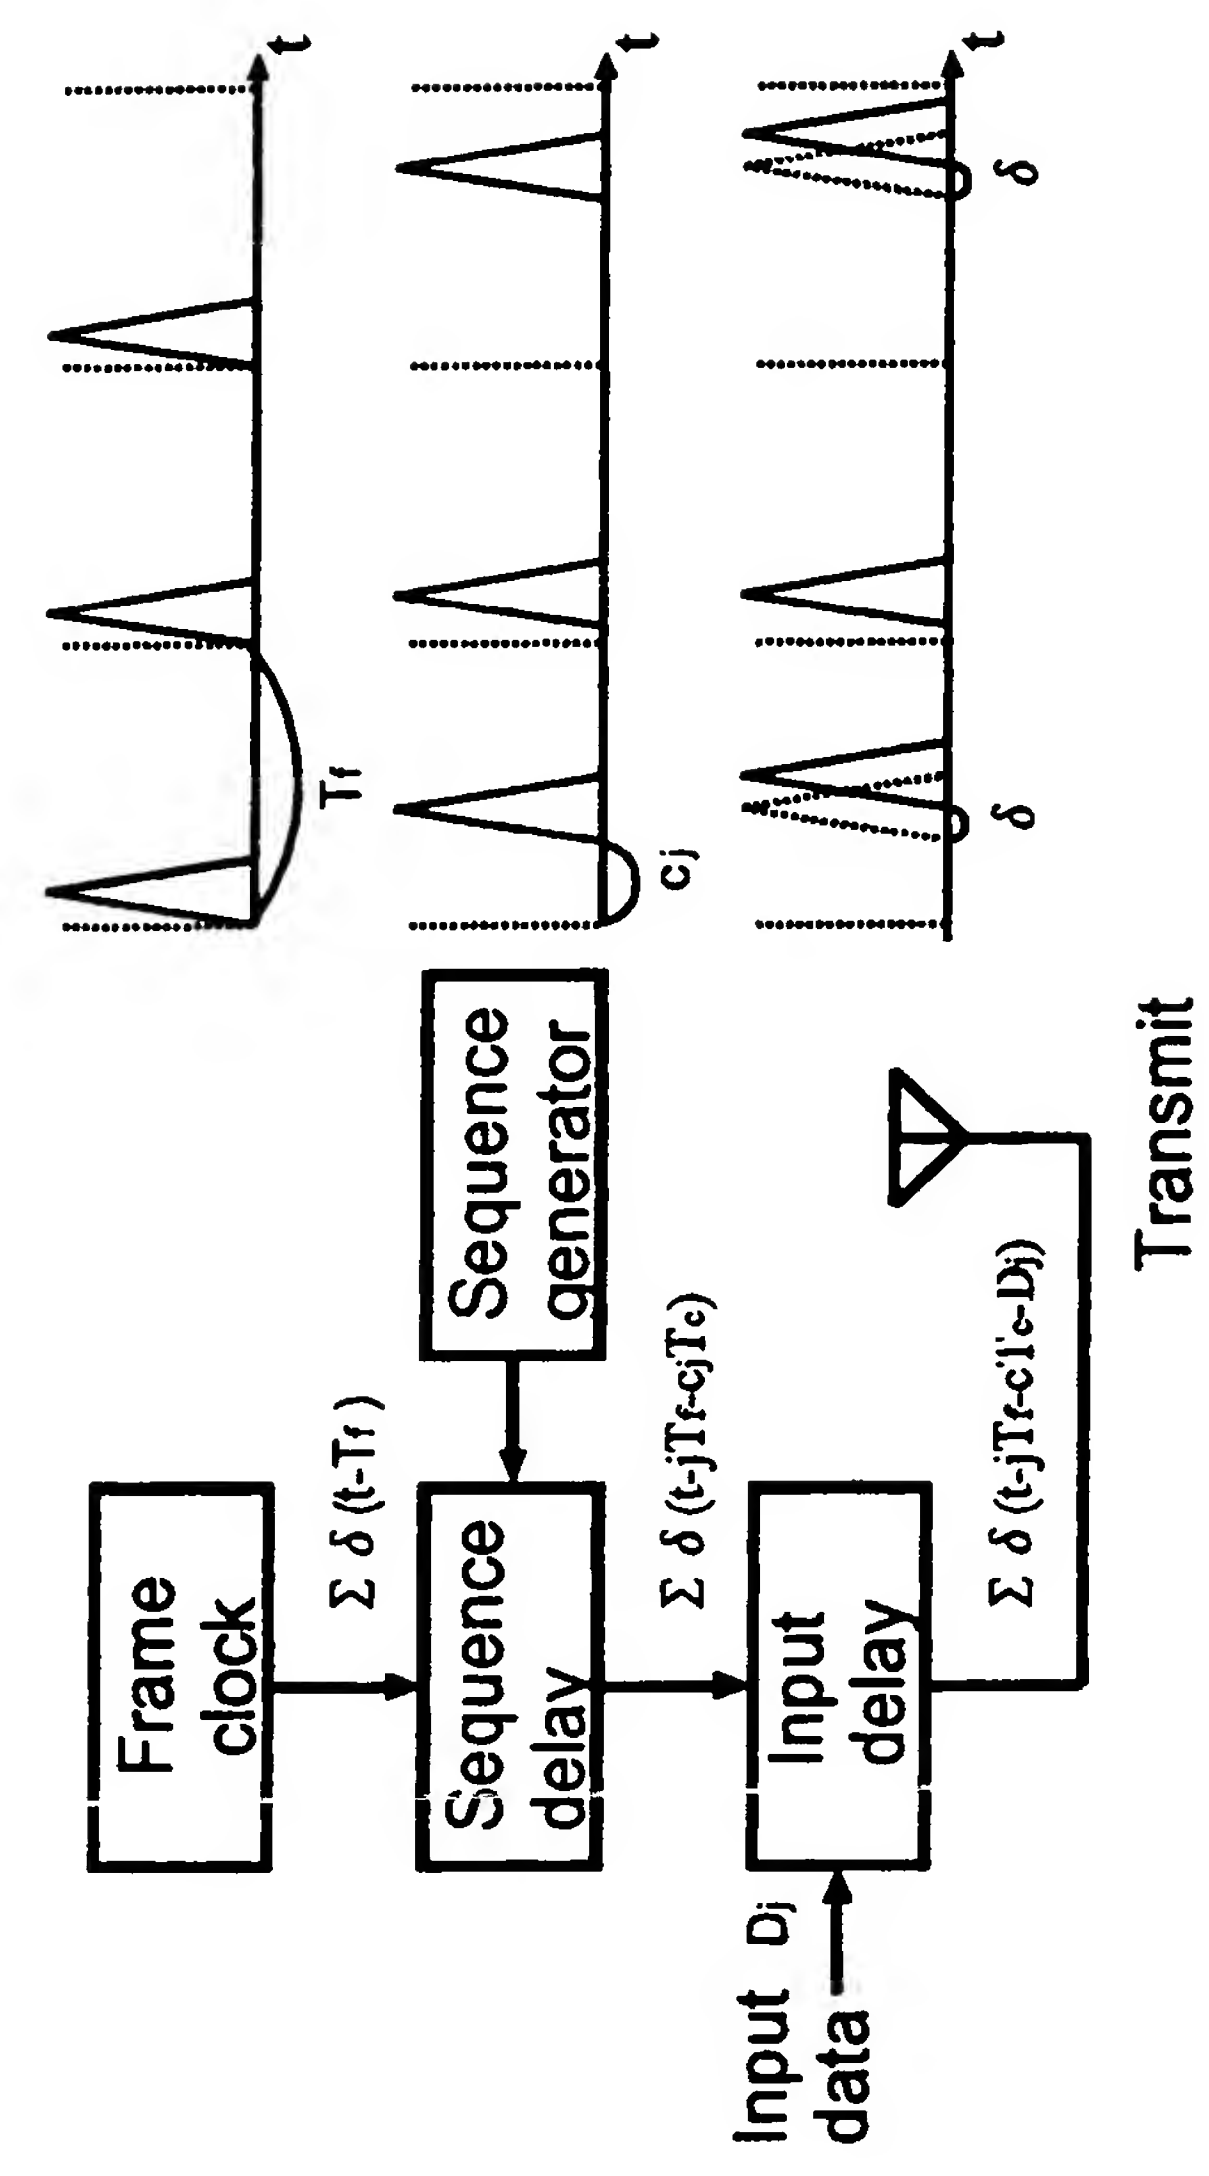 Frame
clock
Σ δ (t-Tf )
t
Tf
Sequence
delay
Sequence
generator
Σ δ (t-jTf-cjTc)
t
cj
Input Dj
data
Input
delay
Σ δ (t-jTf-c'Tc-Dj)
Transmit
t
δ
δ